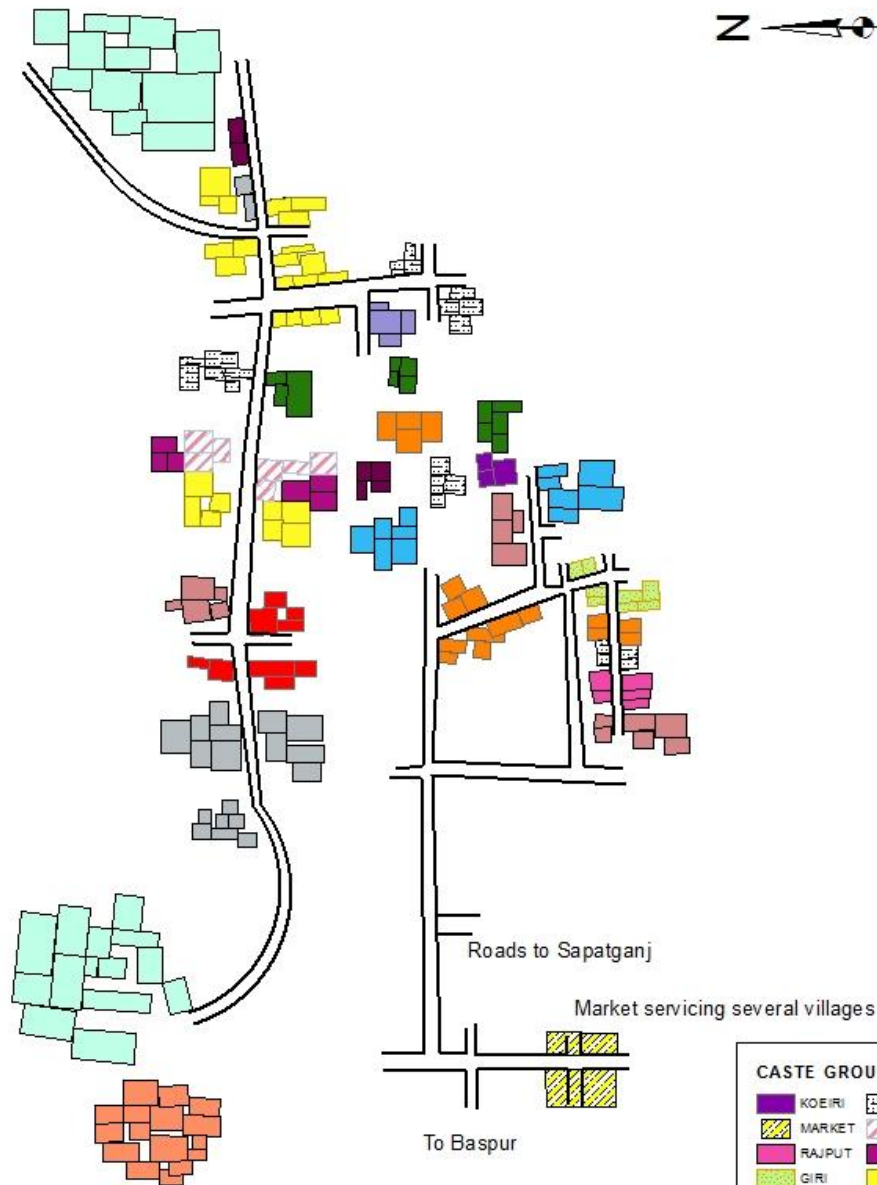 N
Roads to Sapatganj
Market servicing several villages
CASTE GROU
KOEIRI
MARKET
RAJPUT
GIRI
To Baspur